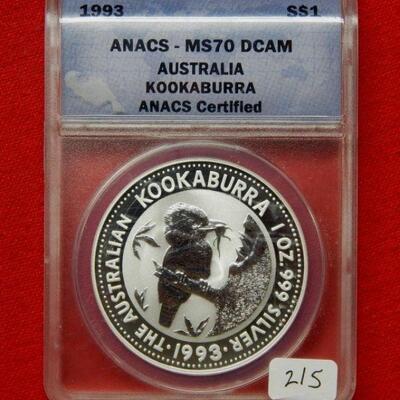 1993 S$1
ANACS - MS70 DCAM
AUSTRALIA
KOOKABURRA
ANACS Certified
THE AUSTRALIAN KOOKABURRA 1 OZ 999 SILVER
· 1993 ·
215